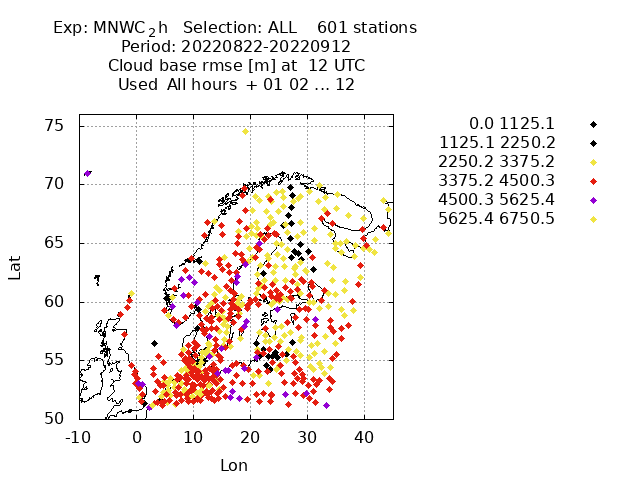 Exp: MNWC2h   Selection: ALL    601 stations
Period: 20220822-20220912
Cloud base rmse [m] at  12 UTC
Used  All hours  + 01 02 ... 12
0.0 1125.1
1125.1 2250.2
2250.2 3375.2
3375.2 4500.3
4500.3 5625.4
5625.4 6750.5
75
70
65
60
55
50
Lat
-10 0 10 20 30 40
Lon